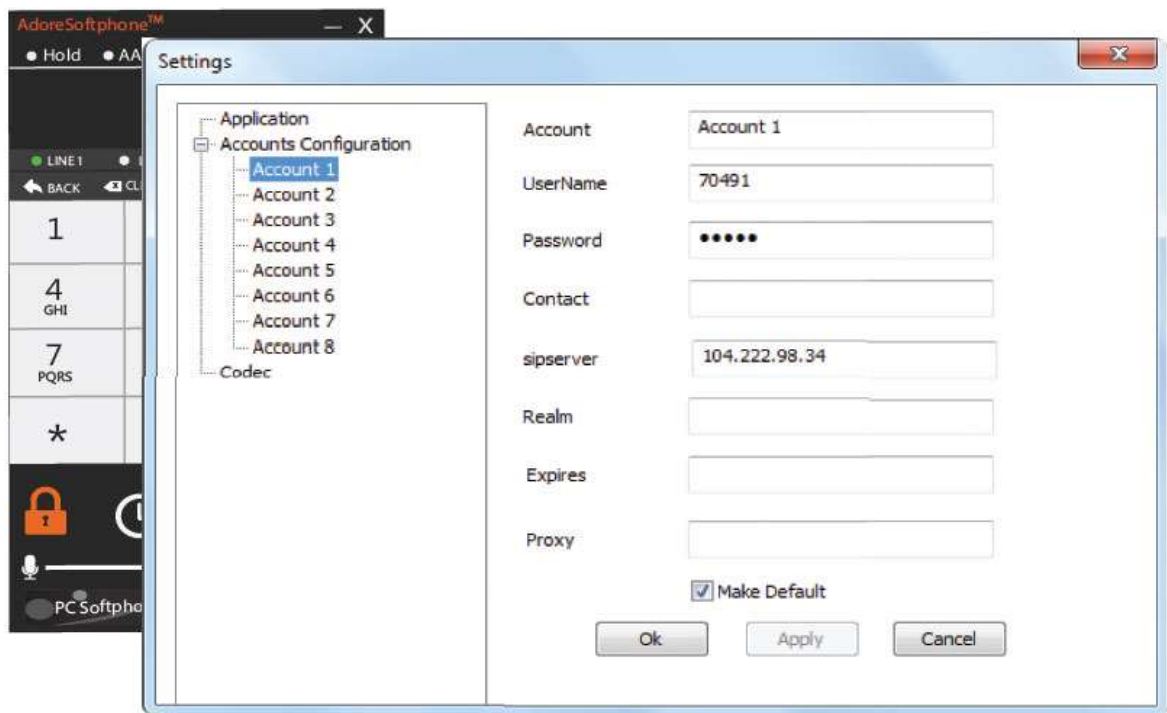 AdoreSoftphone™
Hold AA
LINE1
BACK
1
4
GHI
7
PQRS
*
PC Softpho
Settings
Application
Accounts Configuration
Account 1
Account 2
Account 3
Account 4
Account 5
Account 6
Account 7
Account 8
Codec
Account Account 1
UserName 70491
Password •••••
Contact
sipserver 104.222.98.34
Realm
Expires
Proxy
Make Default
Ok Apply Cancel